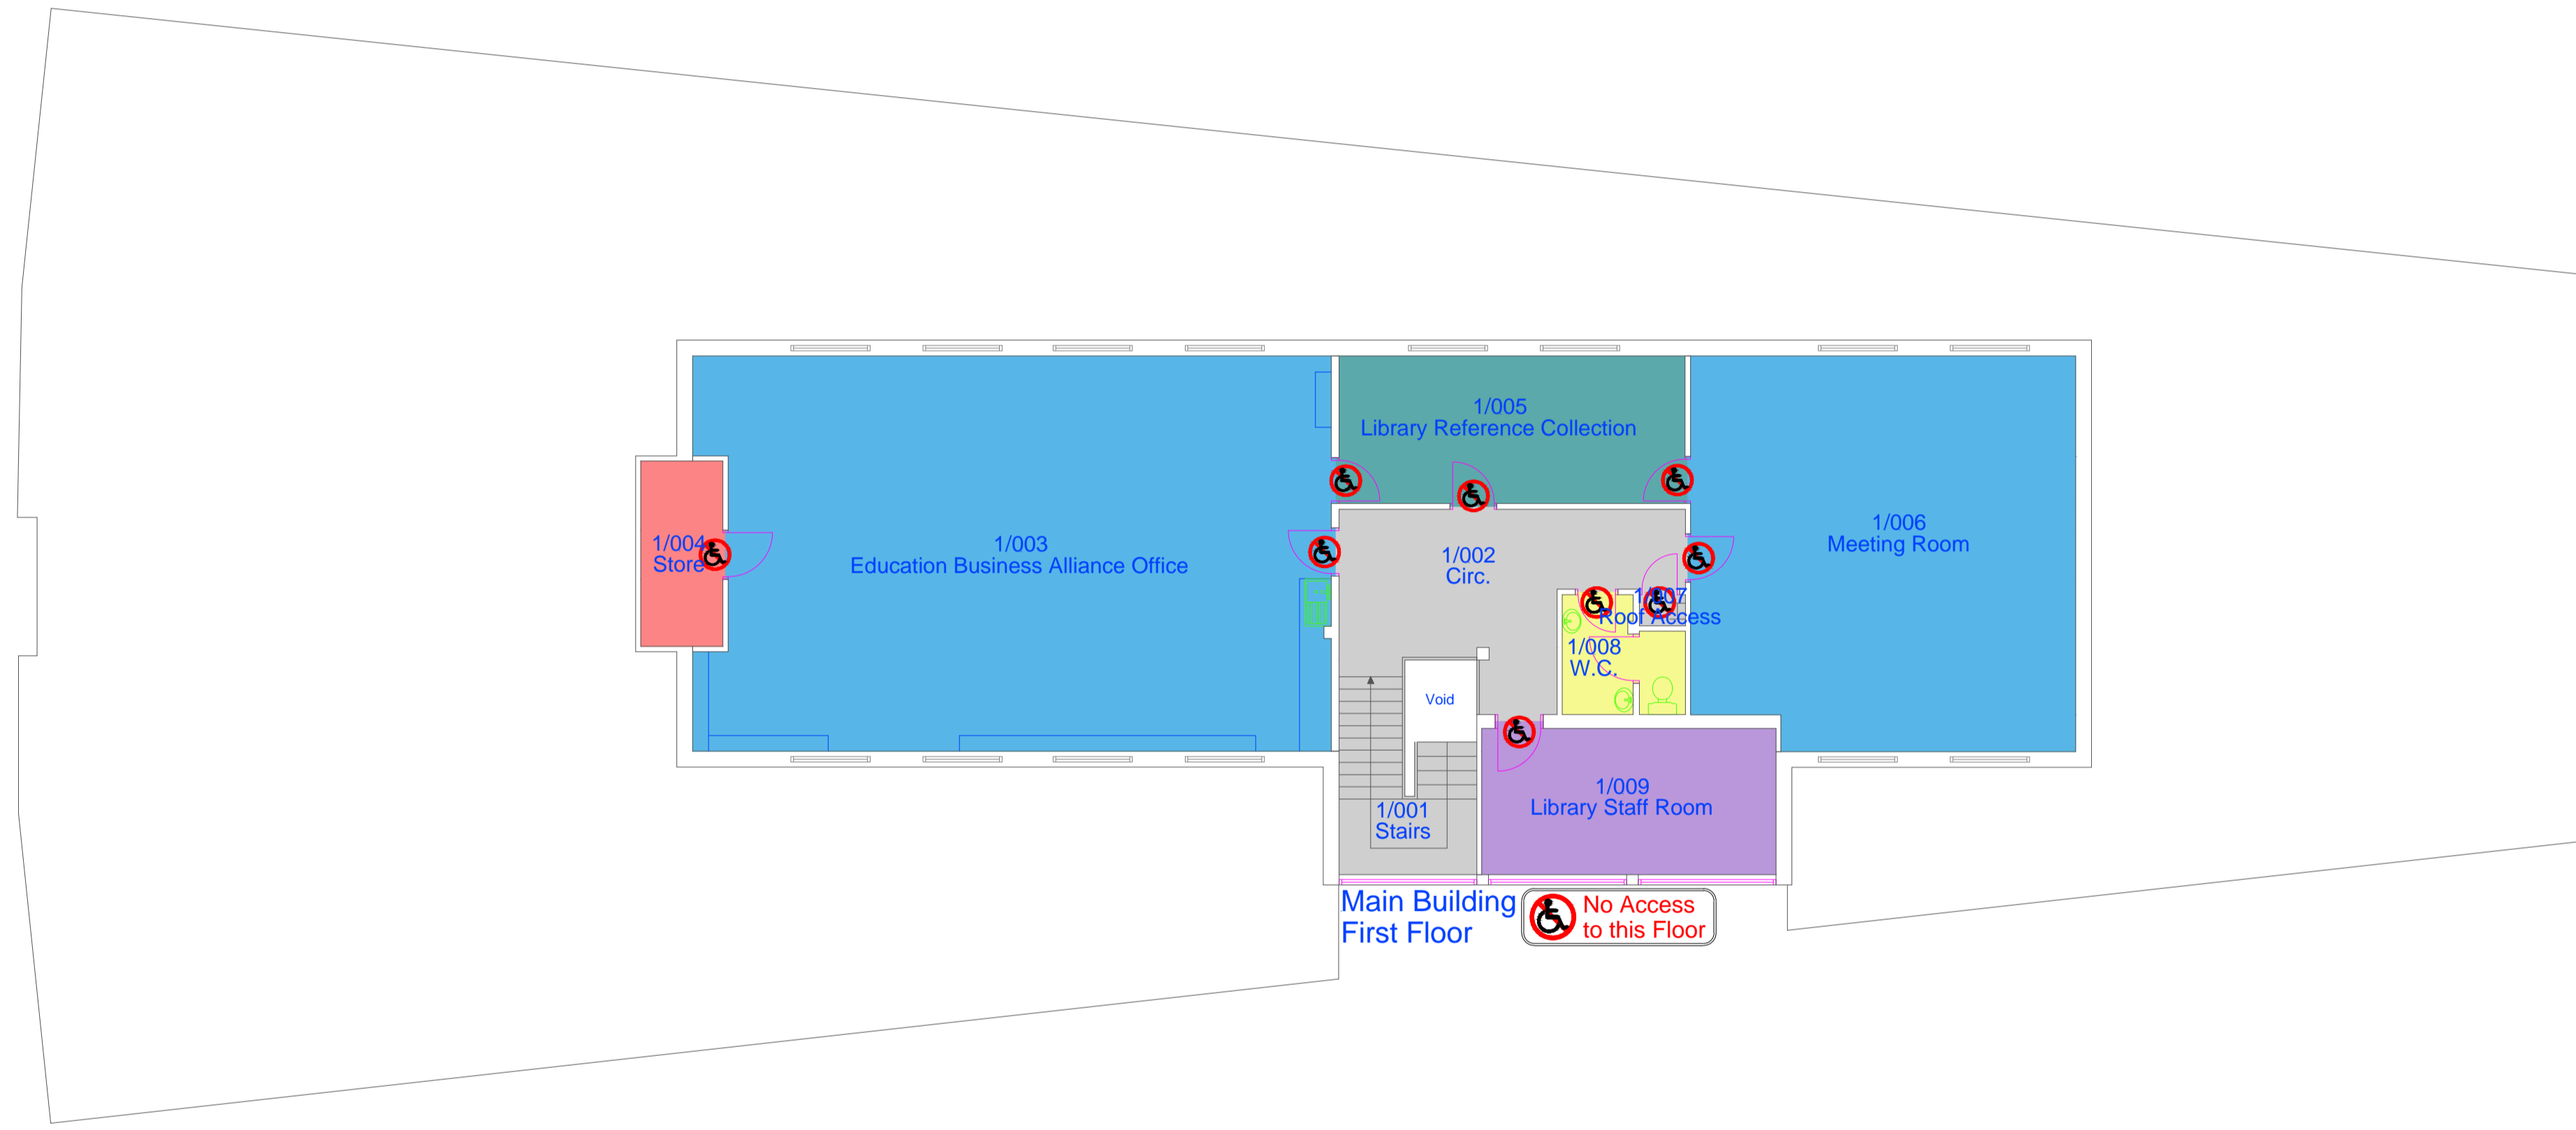 1/005
Library Reference Collection
1/006
Meeting Room
1/004
Store
1/003
Education Business Alliance Office
1/002
Circ.
1/007
Roof Access
1/008
W.C.
Void
1/009
Library Staff Room
1/001
Stairs
Main Building
First Floor
No Access
to this Floor